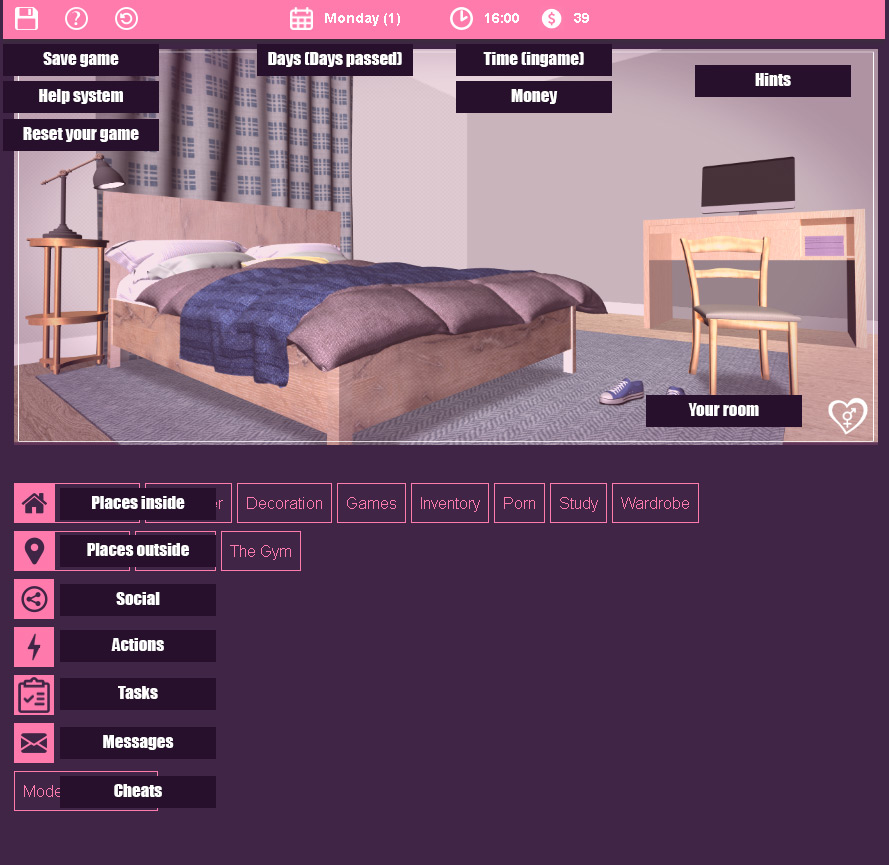 Monday (1) 16:00 39
Save game Days (Days passed) Time (ingame)
Hints
Help system Money
Reset your game
Your room
Places inside Decoration Games Inventory Porn Study Wardrobe
Places outside The Gym
Social
Actions
Tasks
Messages
Mode Cheats